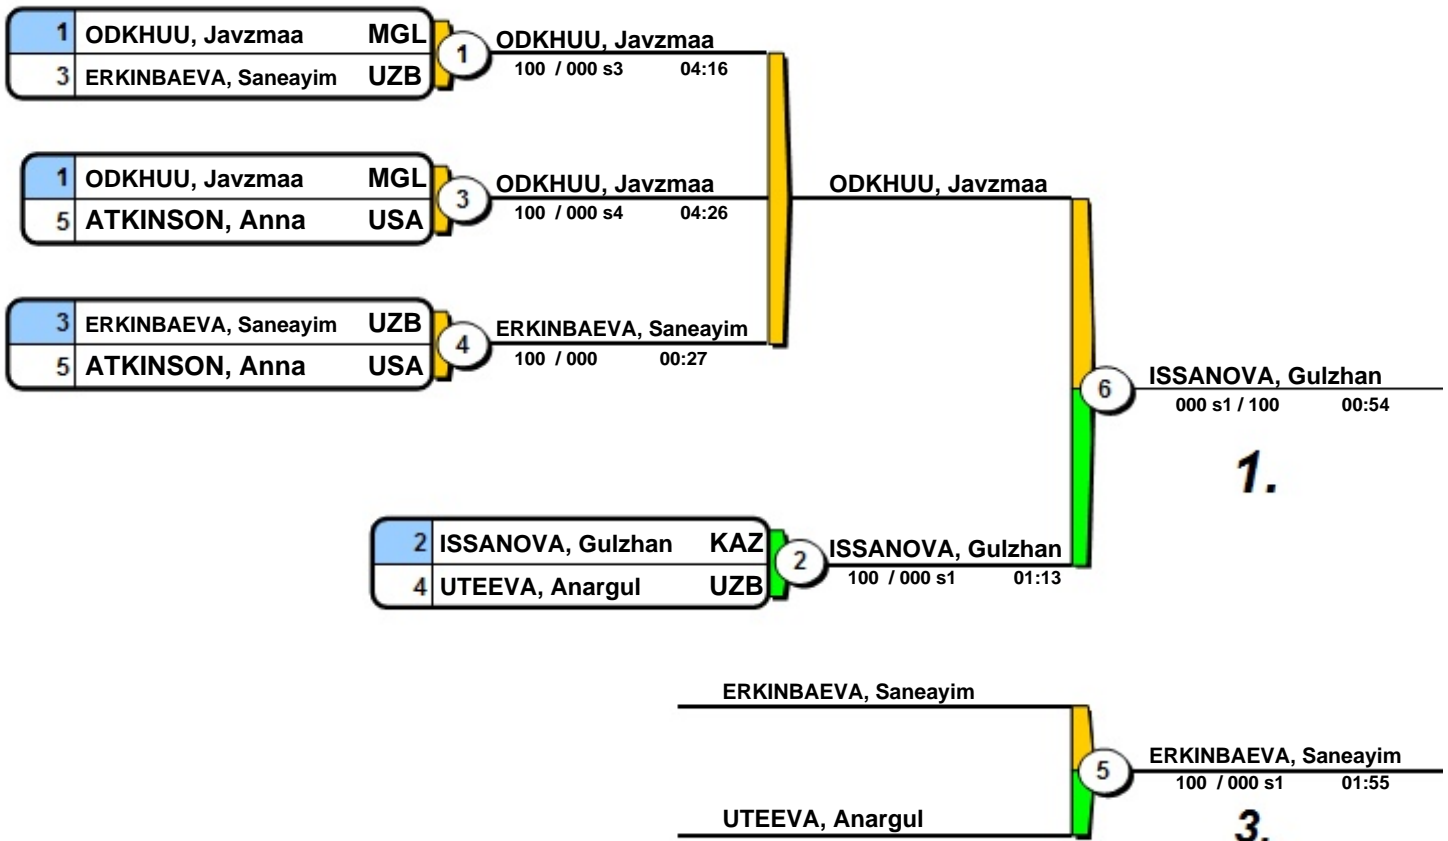 1 ODKHUU, Javzmaa MGL
3 ERKINBAEVA, Saneayim UZB
1
ODKHUU, Javzmaa
100 / 000 s3 04:16
1 ODKHUU, Javzmaa MGL
5 ATKINSON, Anna USA
3
ODKHUU, Javzmaa
100 / 000 s4 04:26
ODKHUU, Javzmaa
3 ERKINBAEVA, Saneayim UZB
5 ATKINSON, Anna USA
4
ERKINBAEVA, Saneayim
100 / 000 00:27
6
ISSANOVA, Gulzhan
000 s1 / 100 00:54
1.
2 ISSANOVA, Gulzhan KAZ
4 UTEEVA, Anargul UZB
2
ISSANOVA, Gulzhan
100 / 000 s1 01:13
ERKINBAEVA, Saneayim
UTEEVA, Anargul
5
ERKINBAEVA, Saneayim
100 / 000 s1 01:55
3.